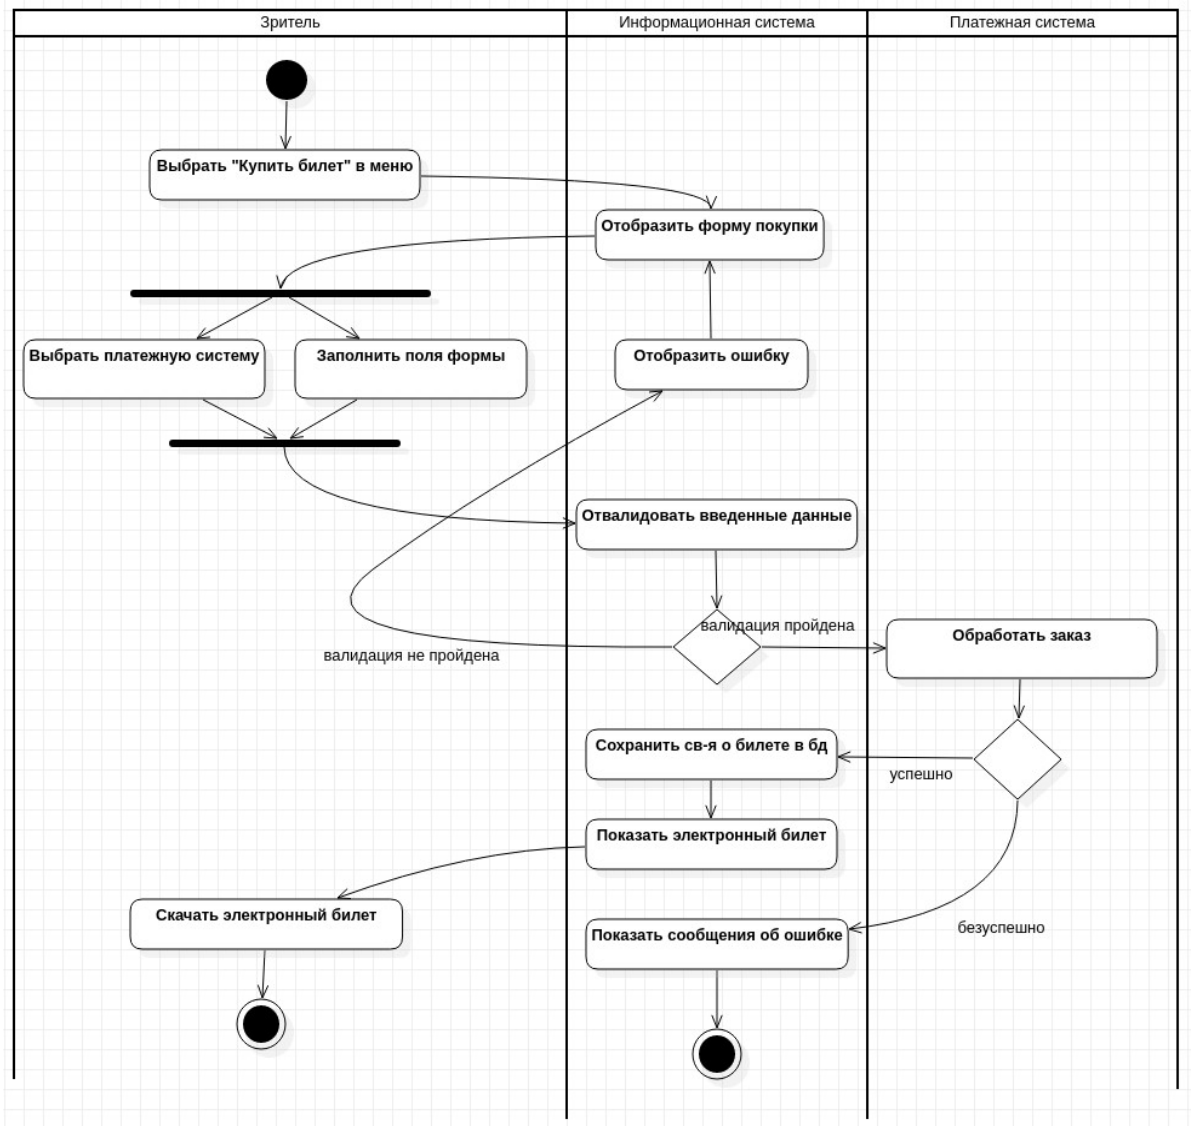 Зритель
Информационная система
Платежная система
Выбрать "Купить билет" в меню
Отобразить форму покупки
Выбрать платежную систему
Заполнить поля формы
Отобразить ошибку
Отвалидовать введенные данные
валидация пройдена
Обработать заказ
валидация не пройдена
Сохранить св-я о билете в бд
успешно
Показать электронный билет
Скачать электронный билет
Показать сообщения об ошибке
безуспешно